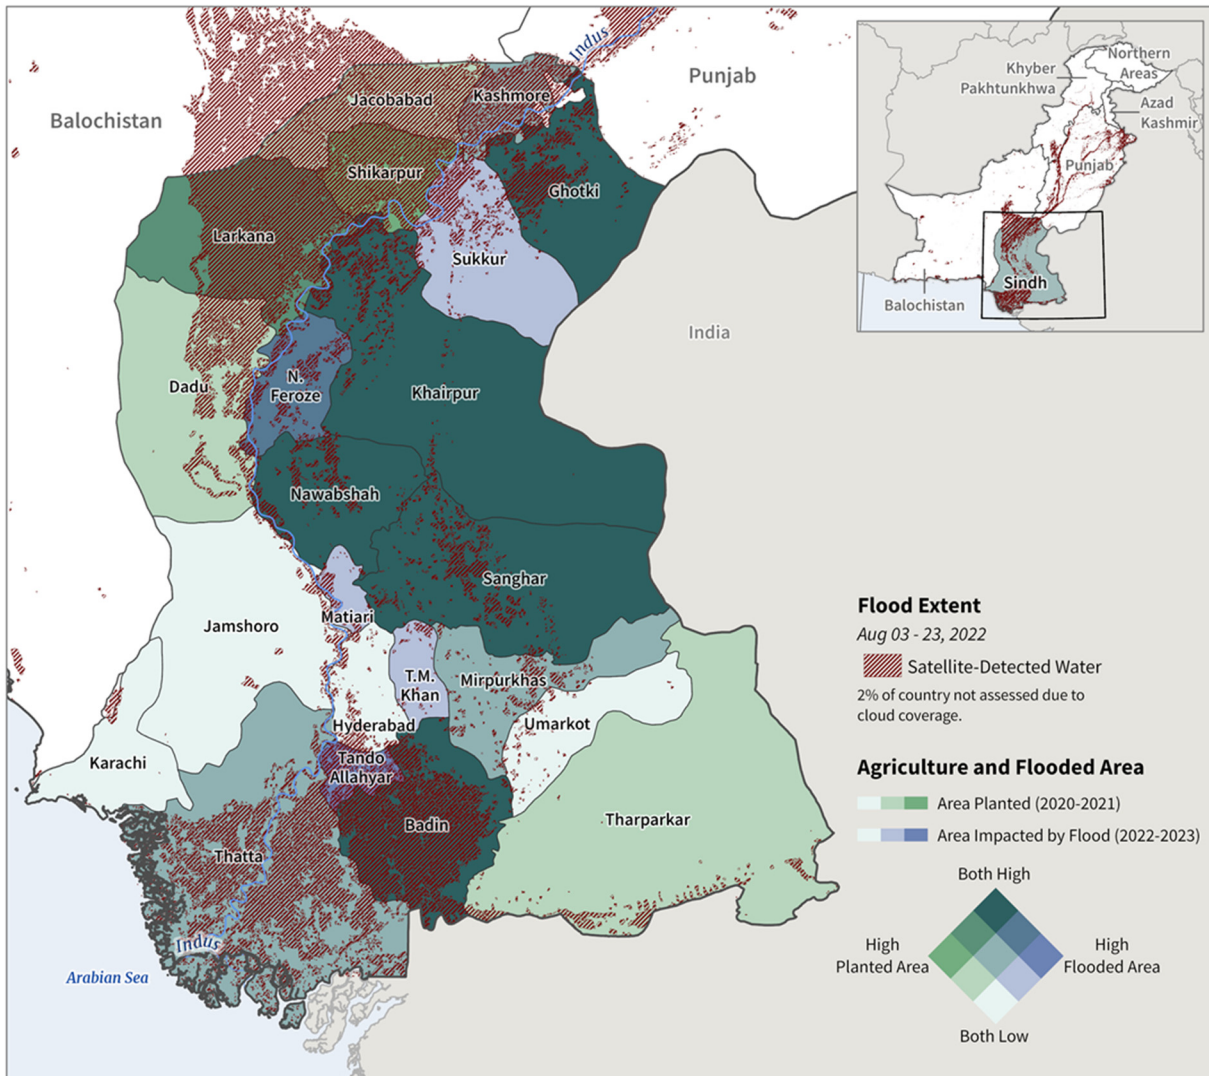 Indus
Punjab
Balochistan
Jacobabad
Kashmore
Shikarpur
Ghotki
Larkana
Sukkur
India
Dadu
N.
Feroze
Khairpur
Nawabshah
Sanghar
Jamshoro
Matiari
T.M.
Khan
Mirpurkhas
Hyderabad
Umarkot
Karachi
Tando
Allahyar
Badin
Tharparkar
Thatta
Indus
Arabian Sea
Northern
Areas
Khyber
Pakhtunkhwa
Azad
Kashmir
Punjab
Sindh
Balochistan
Flood Extent
Aug 03 - 23, 2022
Satellite-Detected Water
2% of country not assessed due to
cloud coverage.
Agriculture and Flooded Area
Area Planted (2020-2021)
Area Impacted by Flood (2022-2023)
Both High
High
Planted Area
High
Flooded Area
Both Low